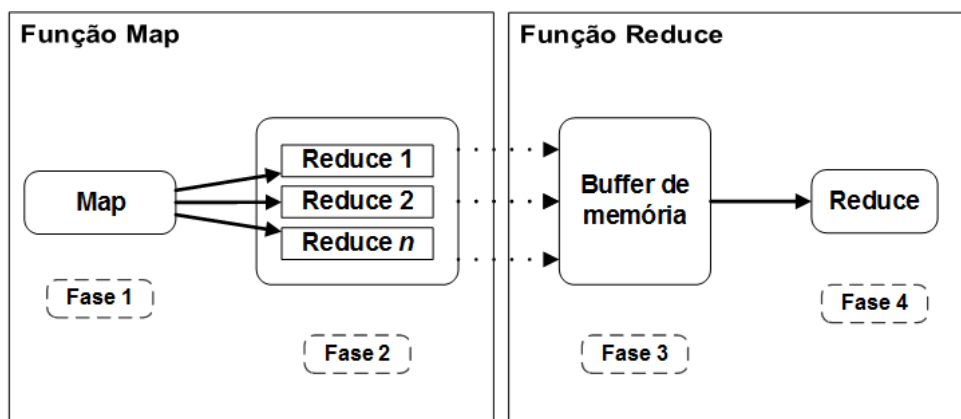 Função Map
Função Reduce
Map
Reduce 1
Reduce 2
Reduce n
Buffer de
memória
Reduce
Fase 1
Fase 2
Fase 3
Fase 4